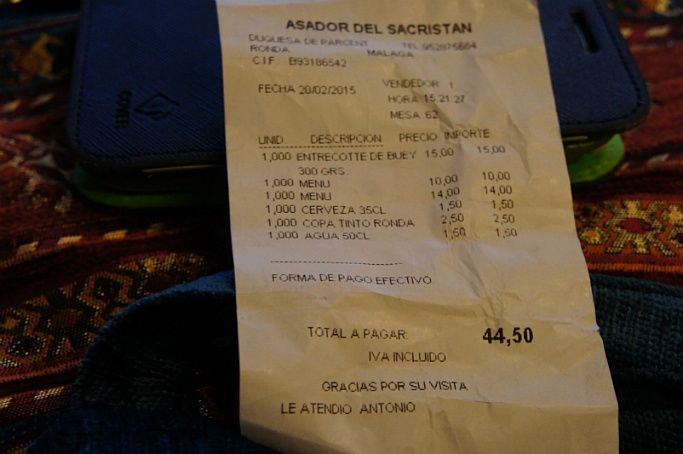 ASADOR DEL SACRISTAN
DUQUESA DE PARCENT TEL 952875684
RONDA MALAGA
C.I.F. B93186542
FECHA 20/02/2015 VENDEDOR 1
HORA 15:21:27
MESA 62
UNID DESCRIPCION PRECIO IMPORTE
1,000 ENTRECOTTE DE BUEY 15,00 15,00
300 GRS.
1,000 MENU 10,00 10,00
1,000 MENU 14,00 14,00
1,000 CERVEZA 35CL 1,50 1,50
1,000 COPA TINTO RONDA 2,50 2,50
1,000 AGUA 50CL 1,50 1,50
FORMA DE PAGO:EFECTIVO
TOTAL A PAGAR: 44,50
IVA INCLUIDO
GRACIAS POR SU VISITA
LE ATENDIO ANTONIO